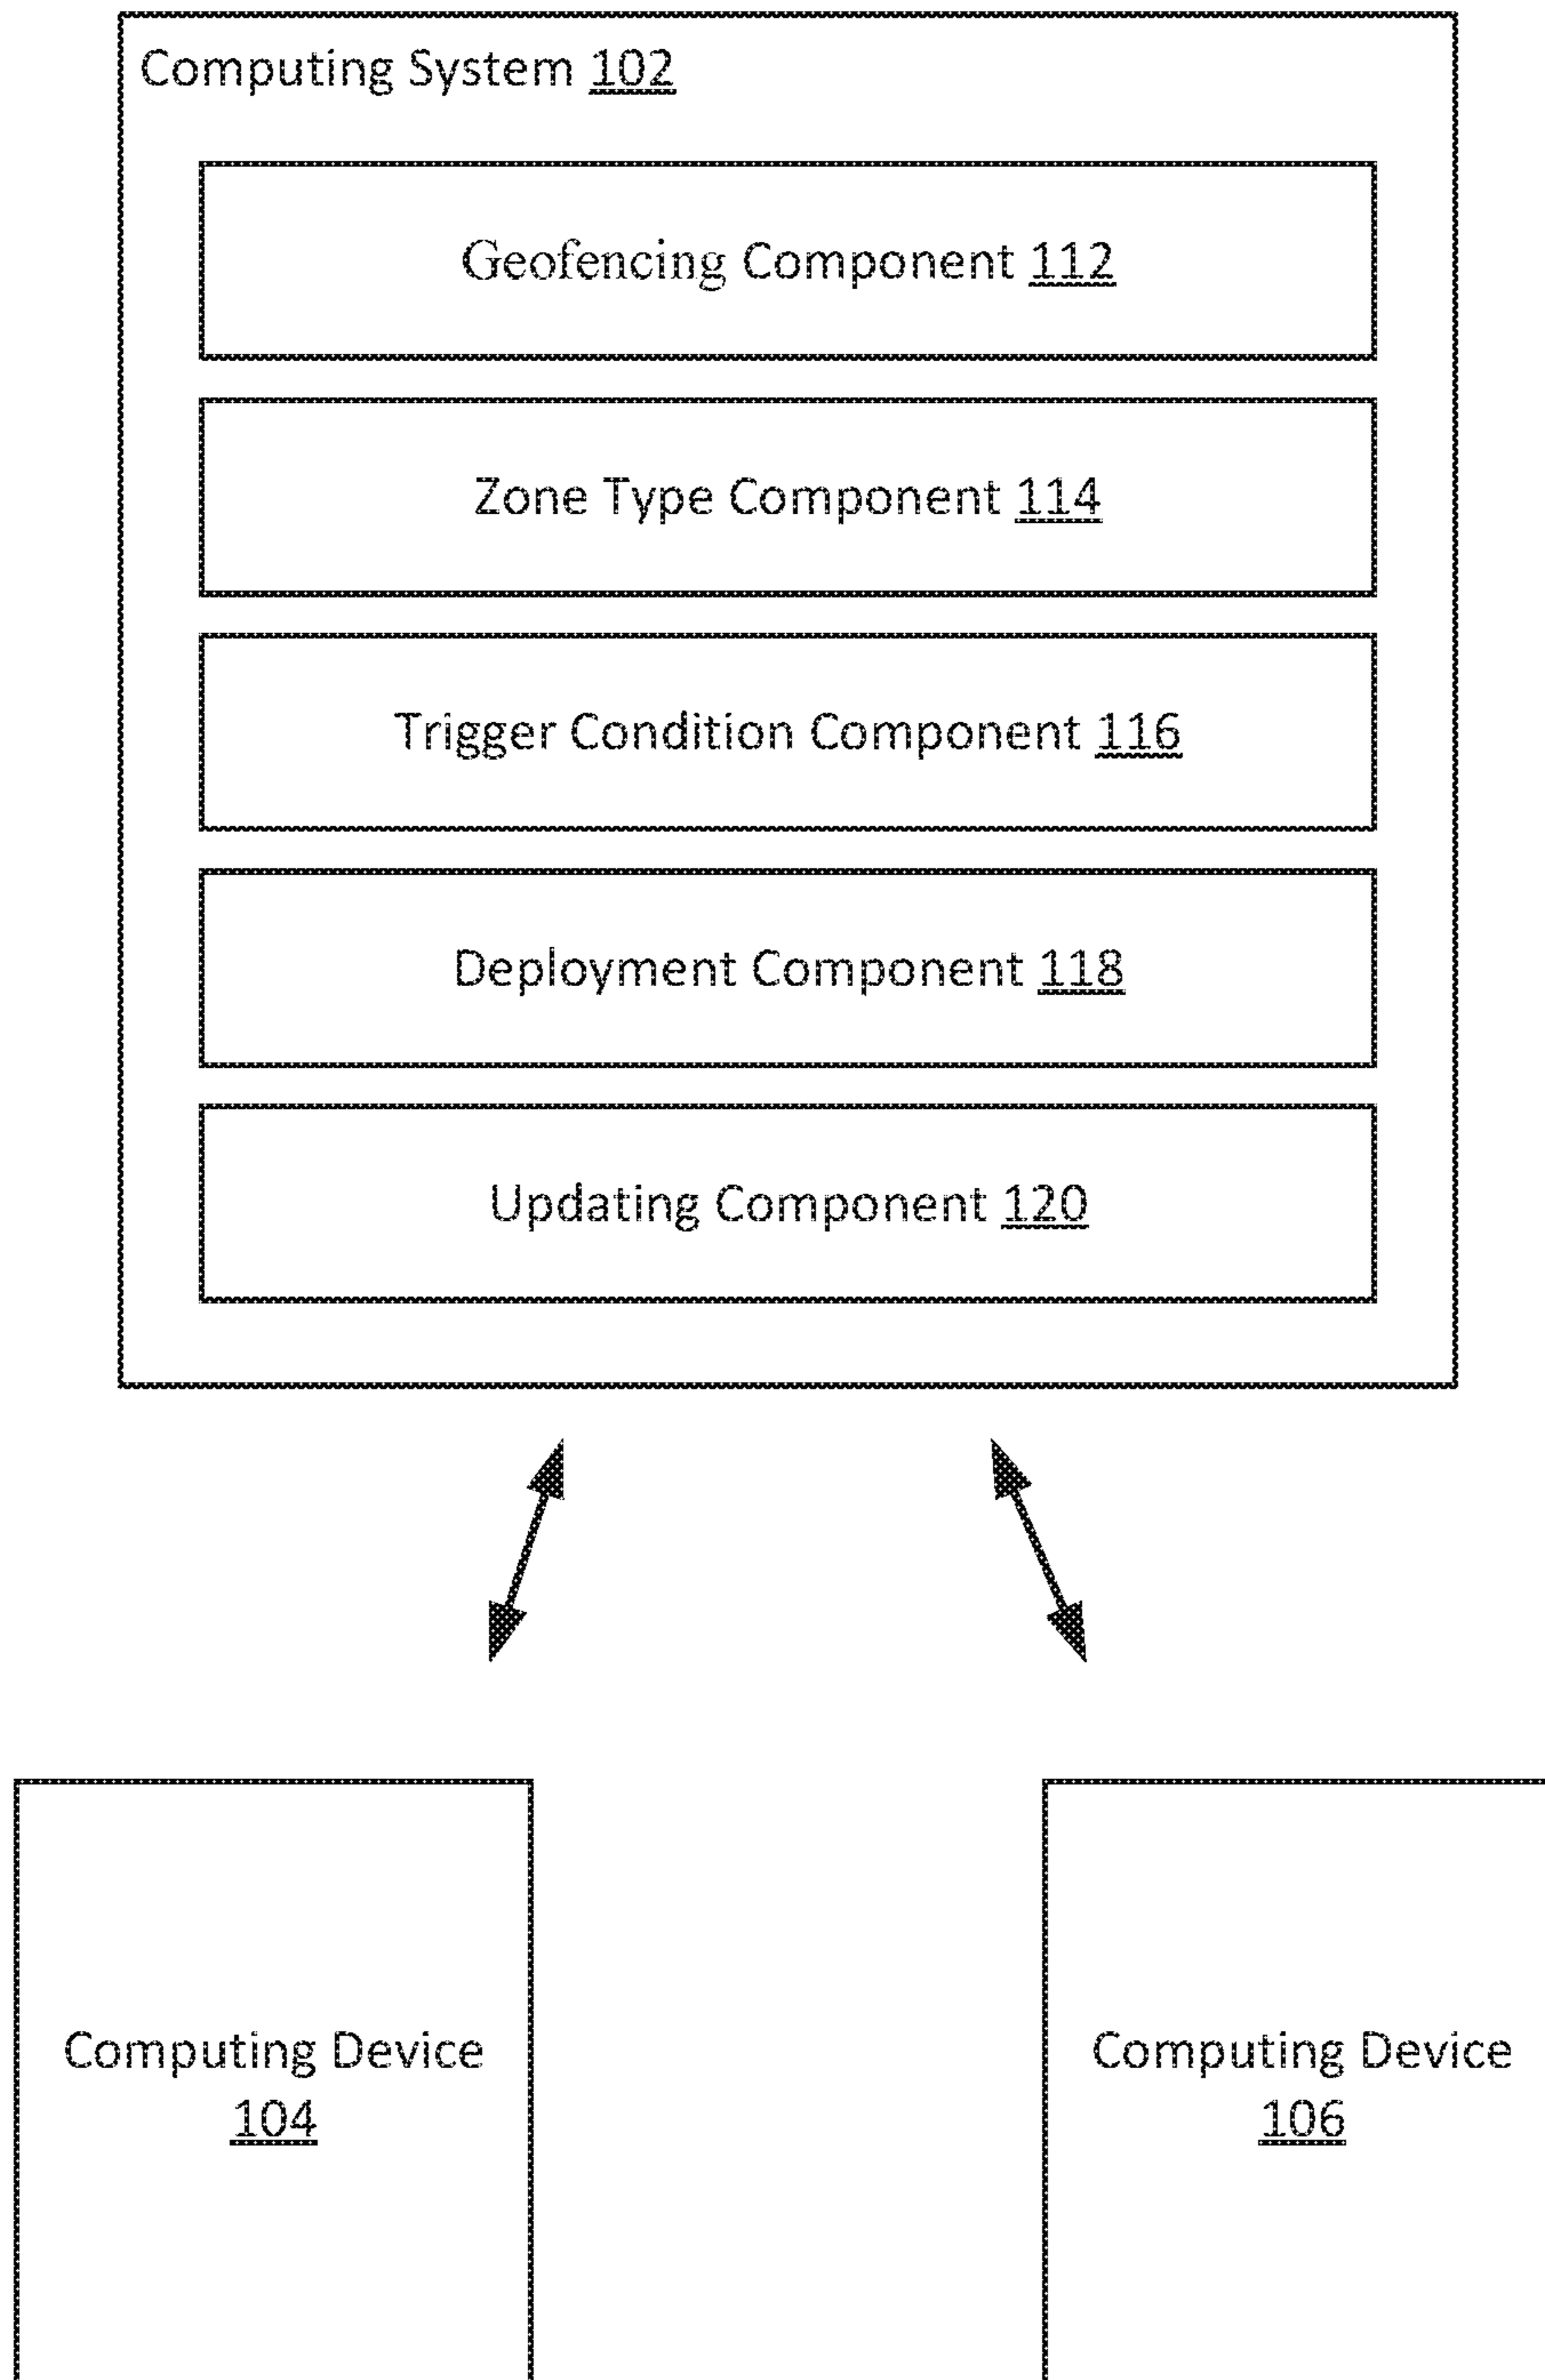 Computing System 102
Geofencing Component 112
Zone Type Component 114
Trigger Condition Component 116
Deployment Component 118
Updating Component 120
Computing Device
104
Computing Device
106